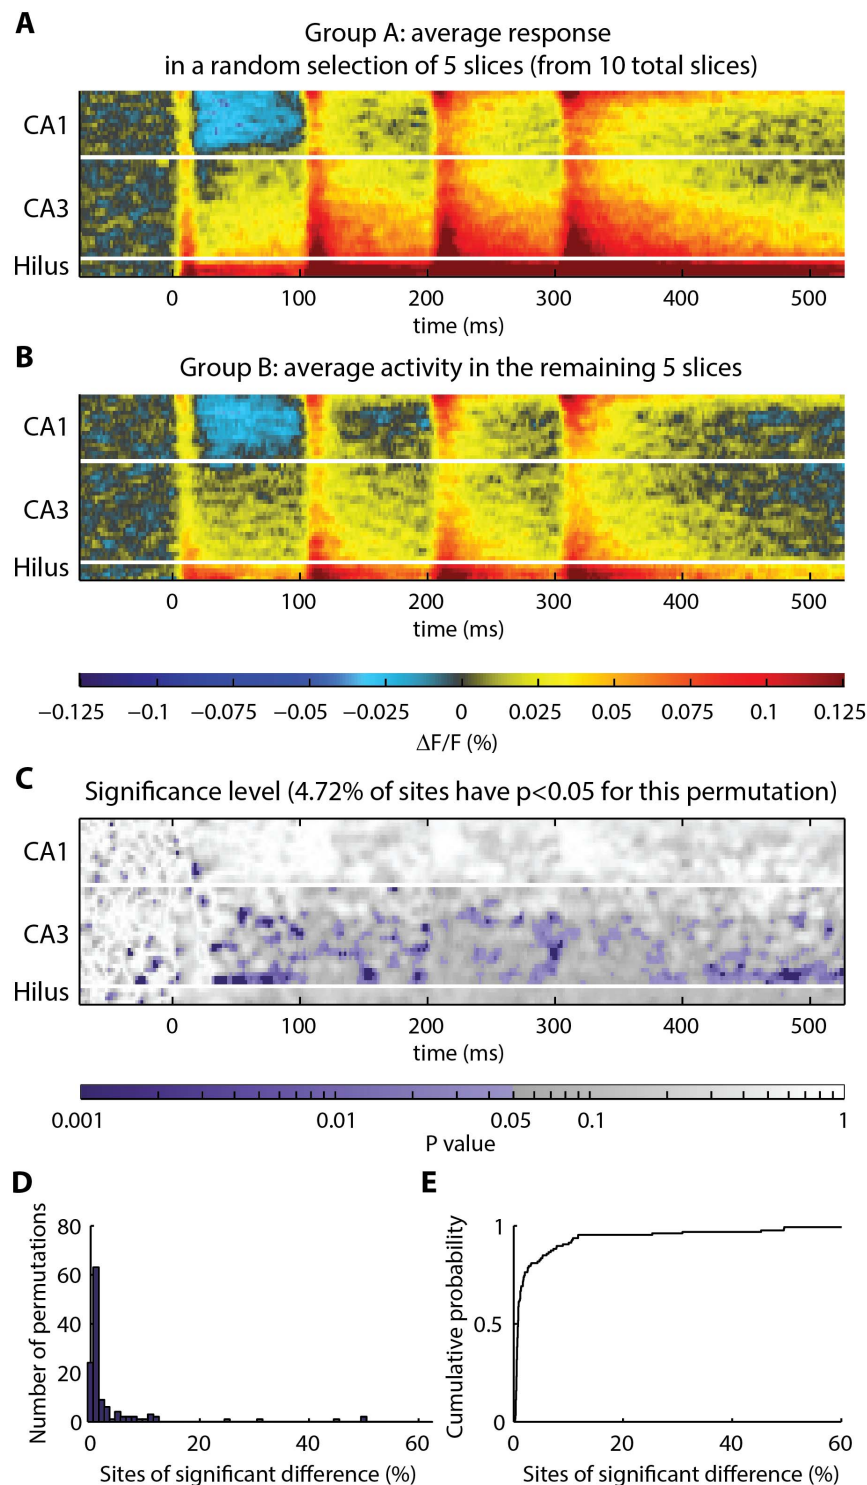 A
Group A: average response
in a random selection of 5 slices (from 10 total slices)
CA1
CA3
Hilus
0 100 200 300 400 500
time (ms)
B
Group B: average activity in the remaining 5 slices
CA1
CA3
Hilus
0 100 200 300 400 500
time (ms)
−0.125 −0.1 −0.075 −0.05 −0.025 0 0.025 0.05 0.075 0.1 0.125
ΔF/F (%)
C
Significance level (4.72% of sites have p<0.05 for this permutation)
CA1
CA3
Hilus
0 100 200 300 400 500
time (ms)
0.001 0.01 0.05 0.1 1
P value
D
Number of permutations
80
60
40
20
0
0 20 40 60
Sites of significant difference (%)
E
Cumulative probability
1
0.5
0
0 20 40 60
Sites of significant difference (%)